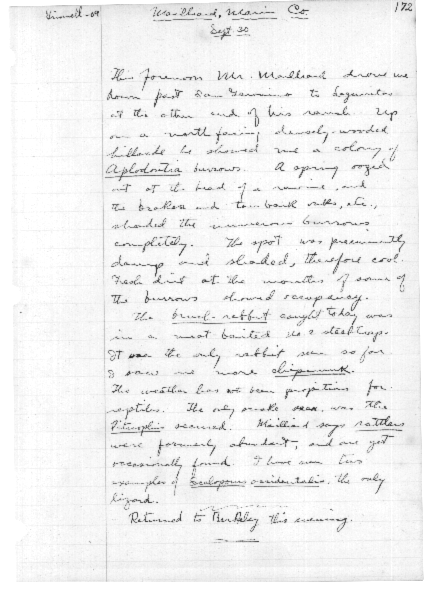 Grinnell-09
Mailliard, Marin Co
172
Sept 30
This forenoon Mr. Mailliard drove me
down past San Geronimo to Lagunitas
at the other end of his ranch. Up
on a north facing, densely-wooded
hillside he showed me a colony of
Aplodontia burrows. A spring oozed
out at the head of a ravine, and
the brakes and tan bark oaks, etc.,
shaded the numerous burrows
completely. The spot was preeminently
damp and shaded, therefore cool.
Fresh dirt at the mouths of some of
the burrows showed occupancy.
The brush-rabbit caught today was
in a meat baited no. 2 steel trap.
It was the only rabbit seen so far.
I saw no more chipmunk.
The weather has not been propitious for
reptiles. The only snake seen, was the
Pituophis secured. Mailliard says rattlers
were formerly abundant, and are yet
occasionally found. I have seen two
examples of Sceloporus occidentalis, the only
lizard.
Returned to Berkeley this evening.